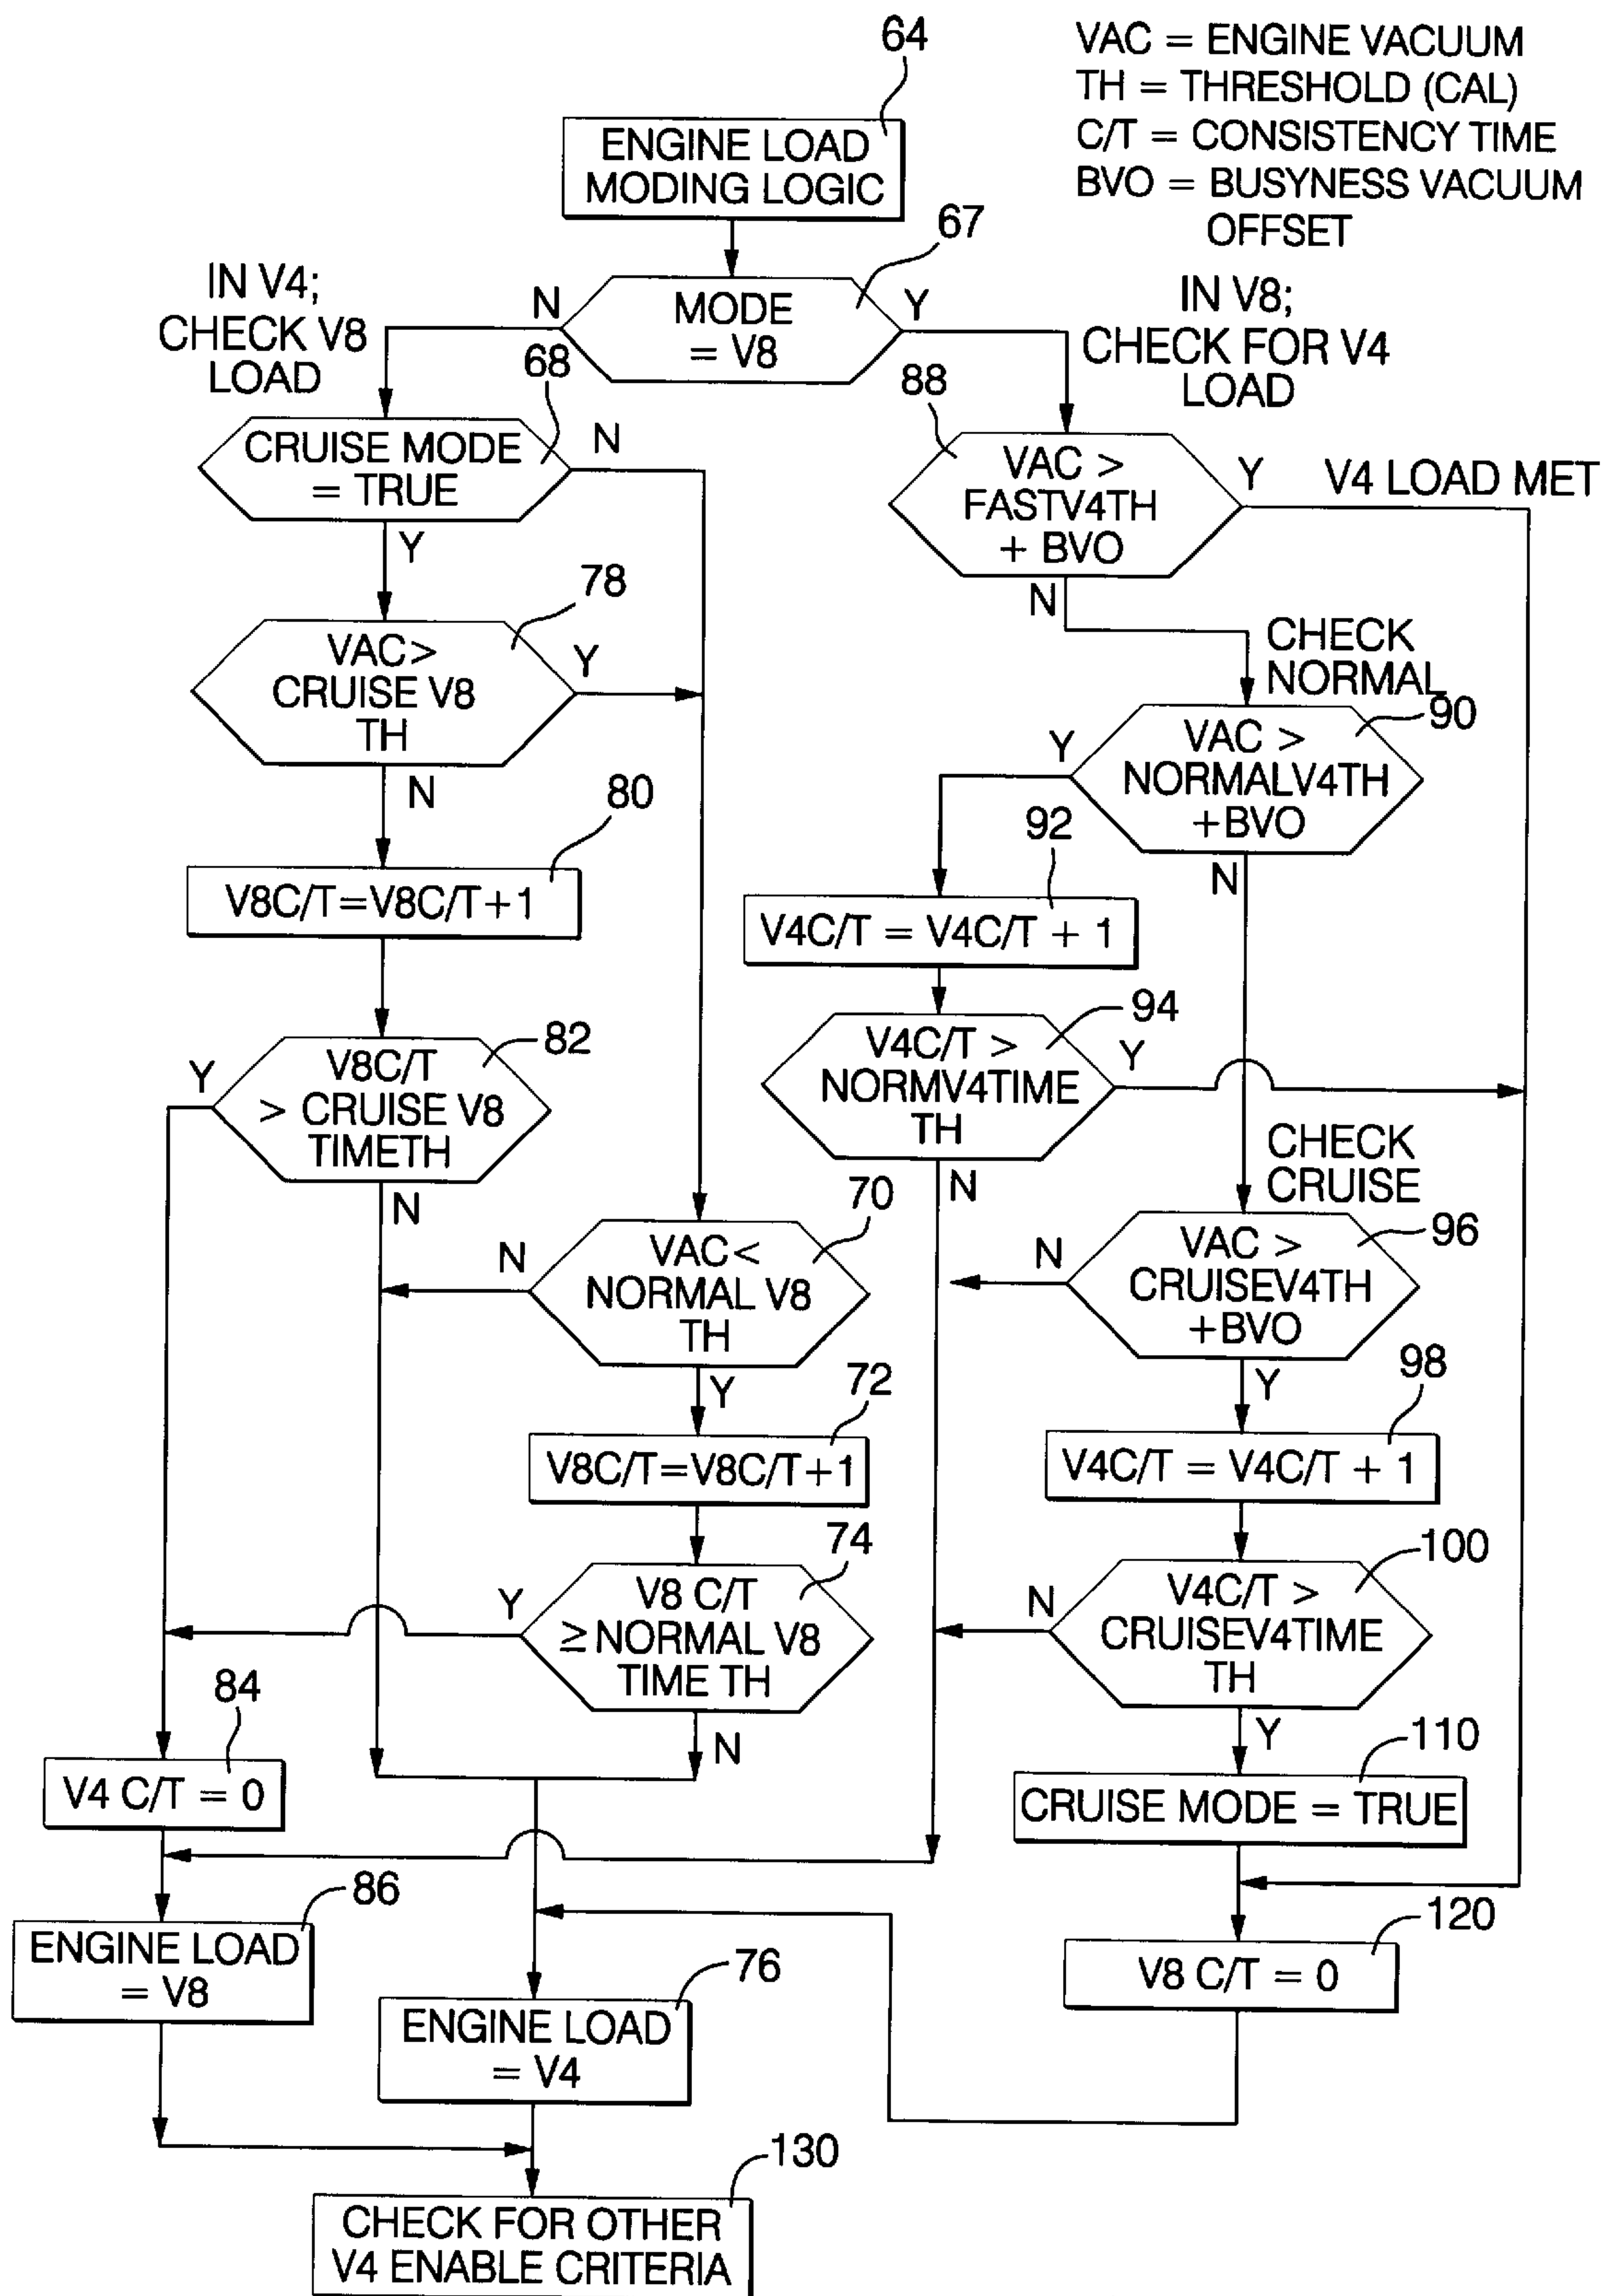 64
VAC = ENGINE VACUUM
TH = THRESHOLD (CAL)
C/T = CONSISTENCY TIME
BVO = BUSYNESS VACUUM
OFFSET
ENGINE LOAD
MODING LOGIC
67
IN V4;
CHECK V8
LOAD
N
MODE
= V8
Y
IN V8;
CHECK FOR V4
LOAD
68
88
CRUISE MODE
= TRUE
N
Y
VAC >
FASTV4TH
+ BVO
Y
V4 LOAD MET
N
78
VAC>
CRUISE V8
TH
Y
N
CHECK
NORMAL
90
VAC >
NORMALV4TH
+BVO
Y
N
80
V8C/T=V8C/T+1
92
V4C/T = V4C/T + 1
94
V4C/T >
NORMV4TIME
TH
Y
N
82
V8C/T
> CRUISE V8
TIMETH
Y
N
CHECK
CRUISE
70
VAC<
NORMAL V8
TH
N
Y
96
VAC >
CRUISEV4TH
+BVO
N
Y
72
V8C/T=V8C/T+1
98
V4C/T = V4C/T + 1
74
V8 C/T
≥NORMAL V8
TIME TH
Y
N
100
V4C/T >
CRUISEV4TIME
TH
N
Y
84
V4 C/T = 0
110
CRUISE MODE = TRUE
86
ENGINE LOAD
= V8
120
V8 C/T = 0
76
ENGINE LOAD
= V4
130
CHECK FOR OTHER
V4 ENABLE CRITERIA